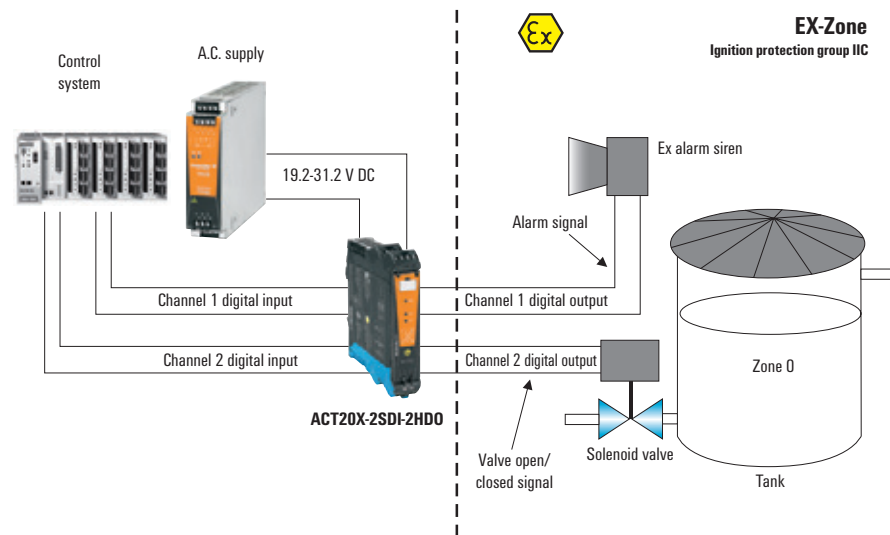 EX-Zone
Ignition protection group IIC
Ex
Control
system
A.C. supply
19.2-31.2 V DC
Ex alarm siren
Alarm signal
Channel 1 digital input
Channel 1 digital output
Channel 2 digital input
Channel 2 digital output
Zone 0
ACT20X-2SDI-2HDO
Valve open/
closed signal
Solenoid valve
Tank